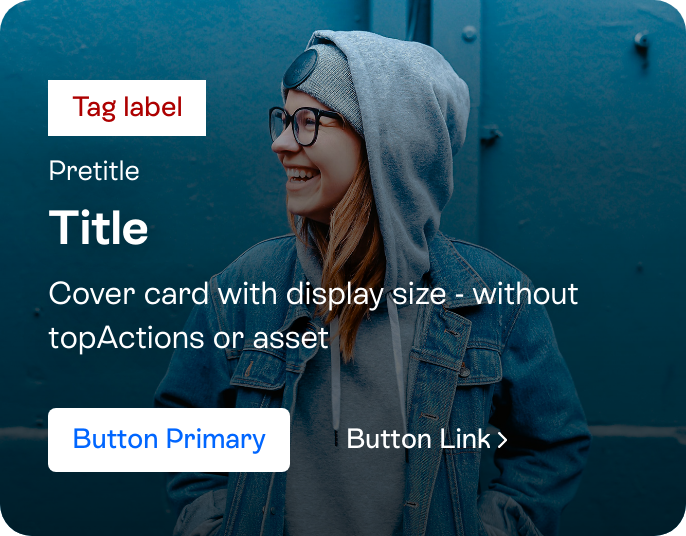 Tag label
Pretitle
Title
Cover card with display size - without
topActions or asset
Button Primary
Button Link